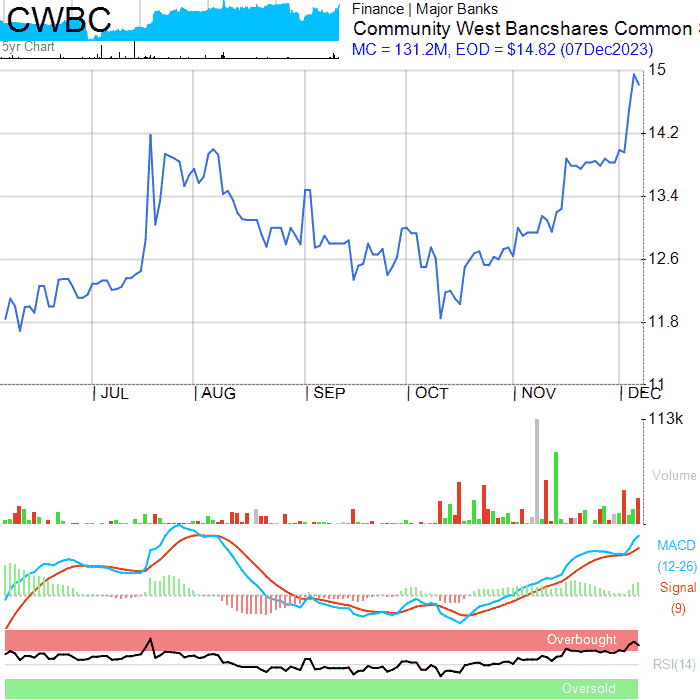 CWBC
5yr Chart
Finance | Major Banks
Community West Bancshares Common
MC = 131.2M, EOD = $14.82 (07Dec2023)
15
14.2
13.4
12.6
11.8
11
| JUL | AUG | SEP | OCT | NOV | DEC
113k
Volume
MACD
(12-26)
Signal
(9)
Overbought
RSI(14)
Oversold